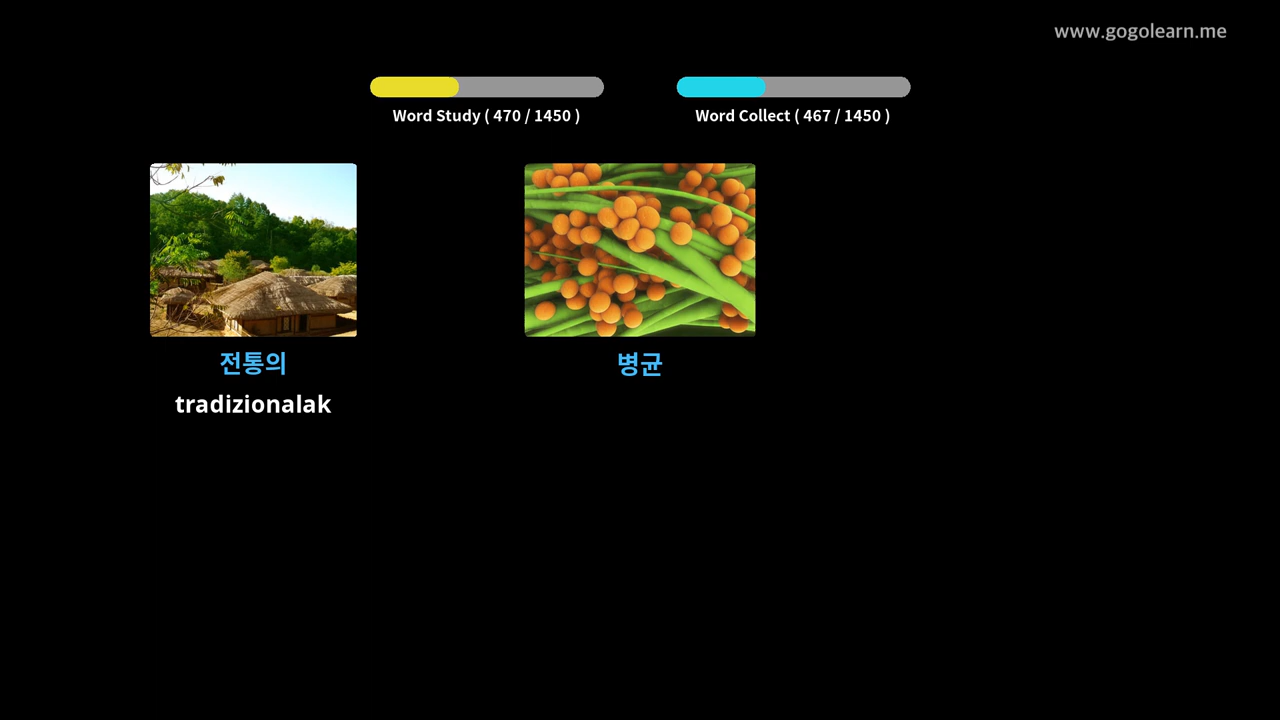 www.gogolearn.me
Word Study ( 470 / 1450 )
Word Collect ( 467 / 1450 )
전통의
병균
tradizionalak